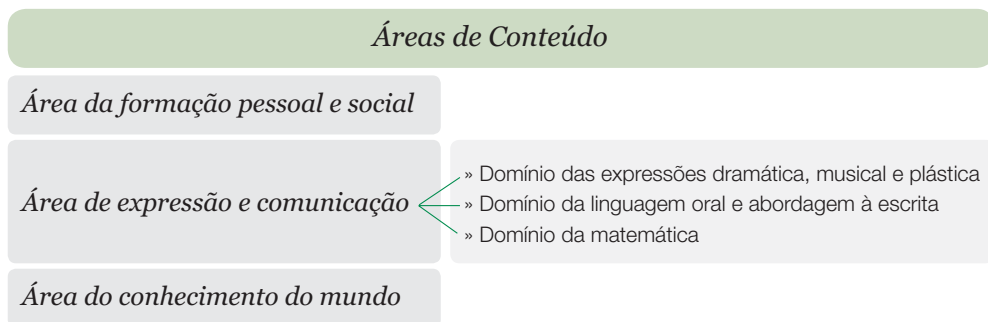 Áreas de Conteúdo
Área da formação pessoal e social
Área de expressão e comunicação
» Domínio das expressões dramática, musical e plástica
» Domínio da linguagem oral e abordagem à escrita
» Domínio da matemática
Área do conhecimento do mundo